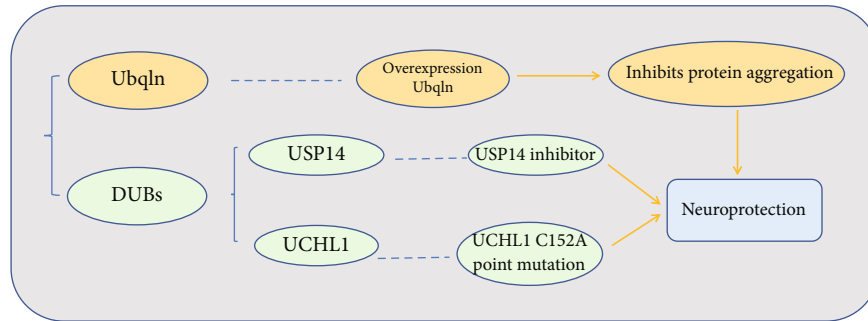 Ubqln
Overexpression
Ubqln
Inhibits protein aggregation
DUBs
USP14
USP14 inhibitor
UCHL1
UCHL1 C152A
point mutation
Neuroprotection